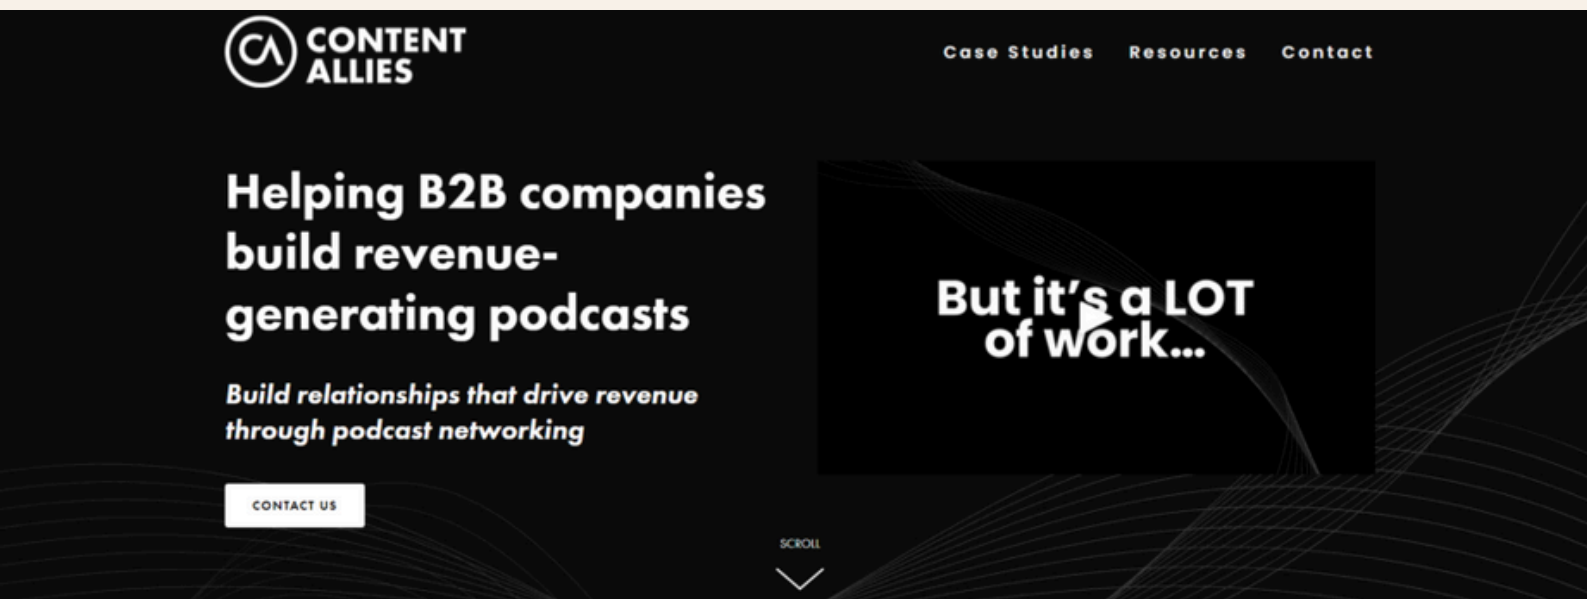 CA CONTENT
ALLIES
Case Studies Resources Contact
Helping B2B companies
build revenue-
generating podcasts
Build relationships that drive revenue
through podcast networking
CONTACT US
But it's a LOT
of work...
SCROLL